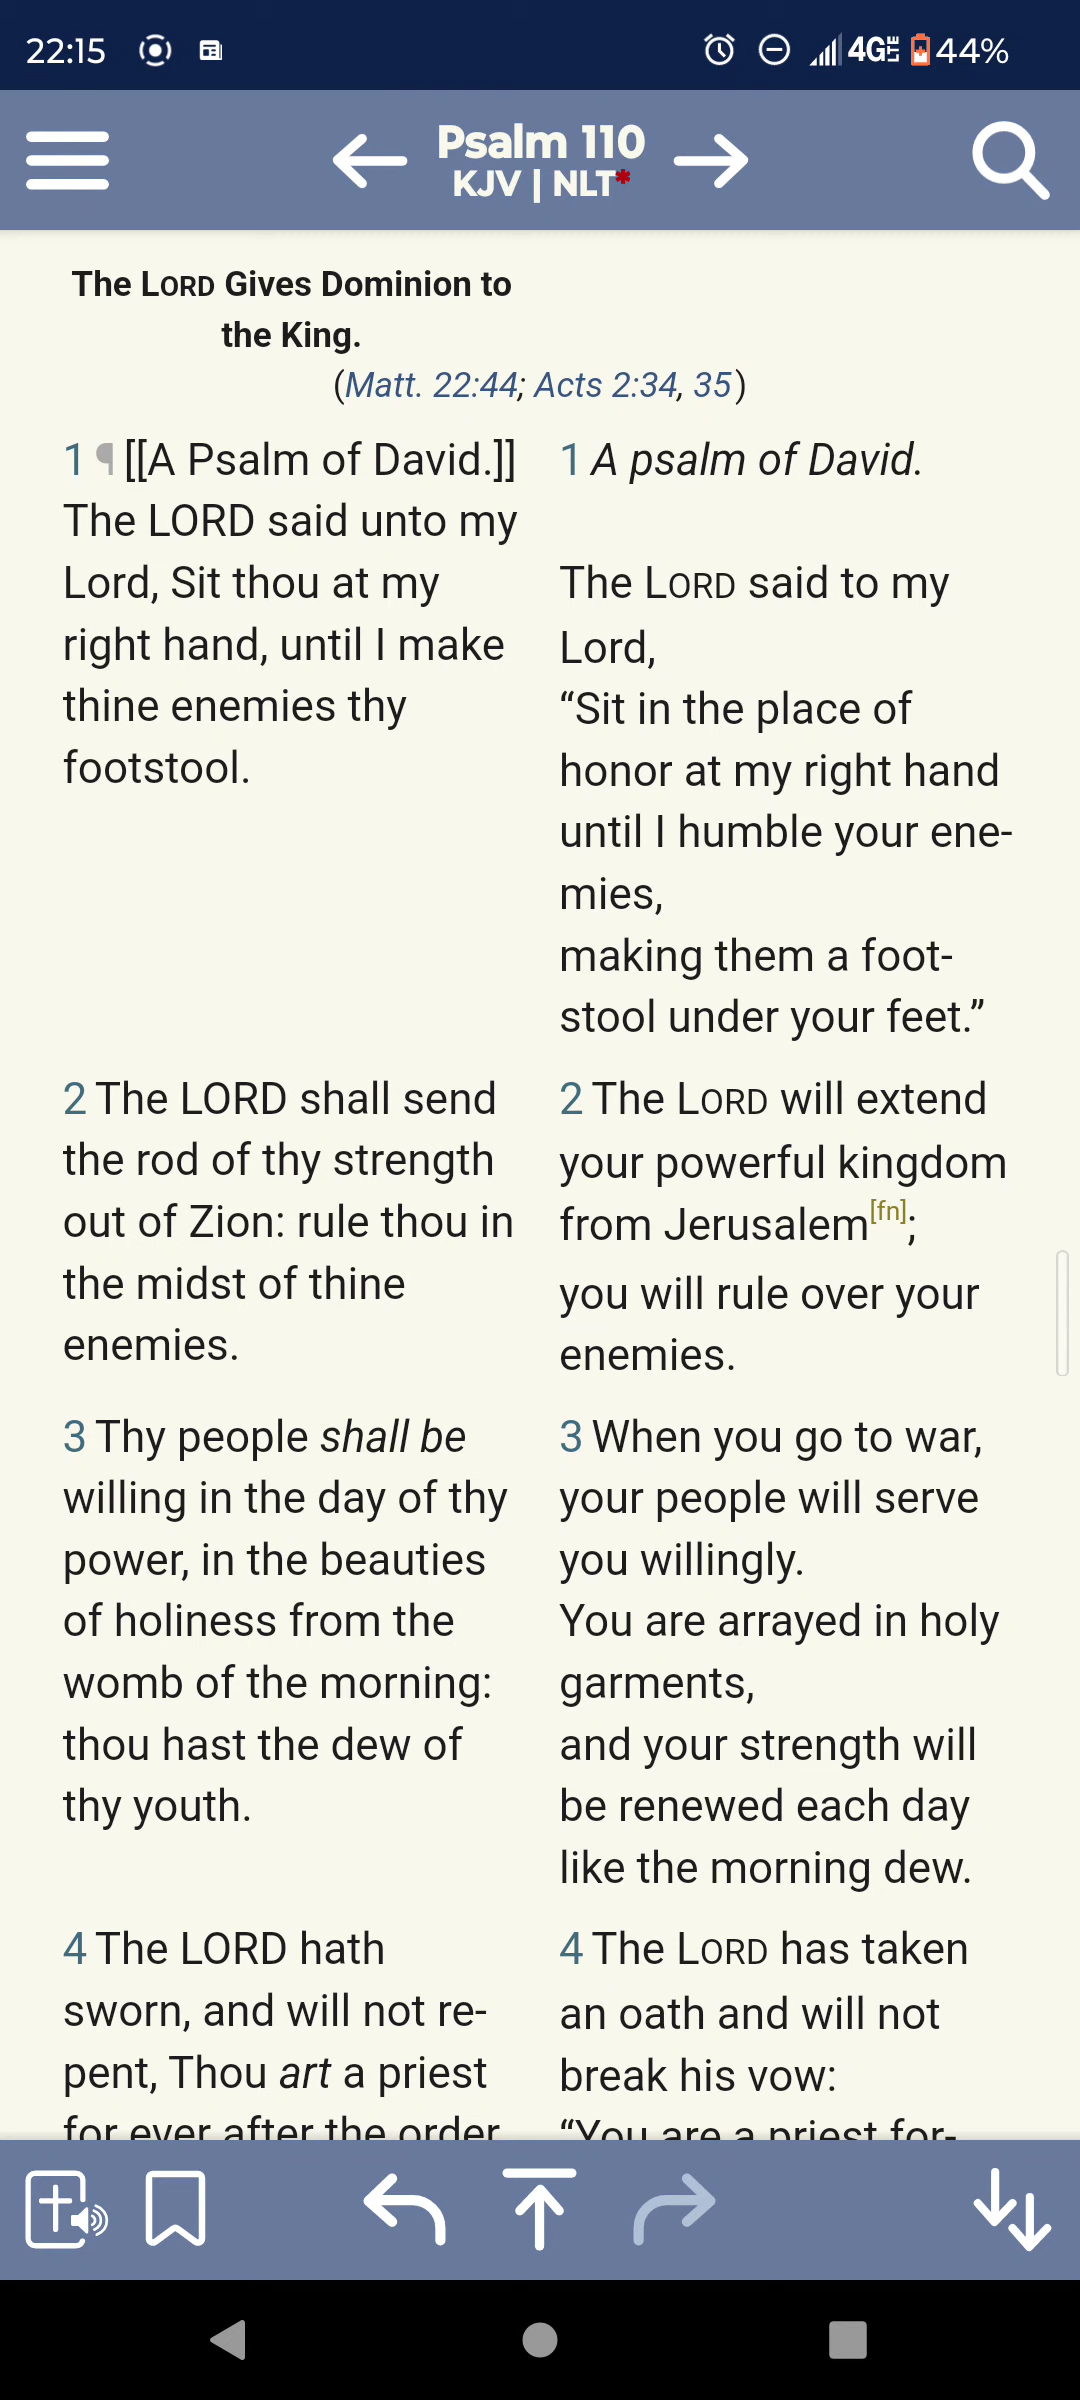 22:15
4G LTE 44%
Psalm 110
KJV | NLT*
The LORD Gives Dominion to
the King.
(Matt. 22:44; Acts 2:34, 35)
1 ¶ [[A Psalm of David.]]
The LORD said unto my
Lord, Sit thou at my
right hand, until I make
thine enemies thy
footstool.
1 A psalm of David.
The LORD said to my
Lord,
“Sit in the place of
honor at my right hand
until I humble your ene-
mies,
making them a foot-
stool under your feet.”
2 The LORD shall send
the rod of thy strength
out of Zion: rule thou in
the midst of thine
enemies.
2 The LORD will extend
your powerful kingdom
from Jerusalem[fn];
you will rule over your
enemies.
3 Thy people shall be
willing in the day of thy
power, in the beauties
of holiness from the
womb of the morning:
thou hast the dew of
thy youth.
3 When you go to war,
your people will serve
you willingly.
You are arrayed in holy
garments,
and your strength will
be renewed each day
like the morning dew.
4 The LORD hath
sworn, and will not re-
pent, Thou art a priest
for ever after the order
4 The LORD has taken
an oath and will not
break his vow:
“You are a priest for-